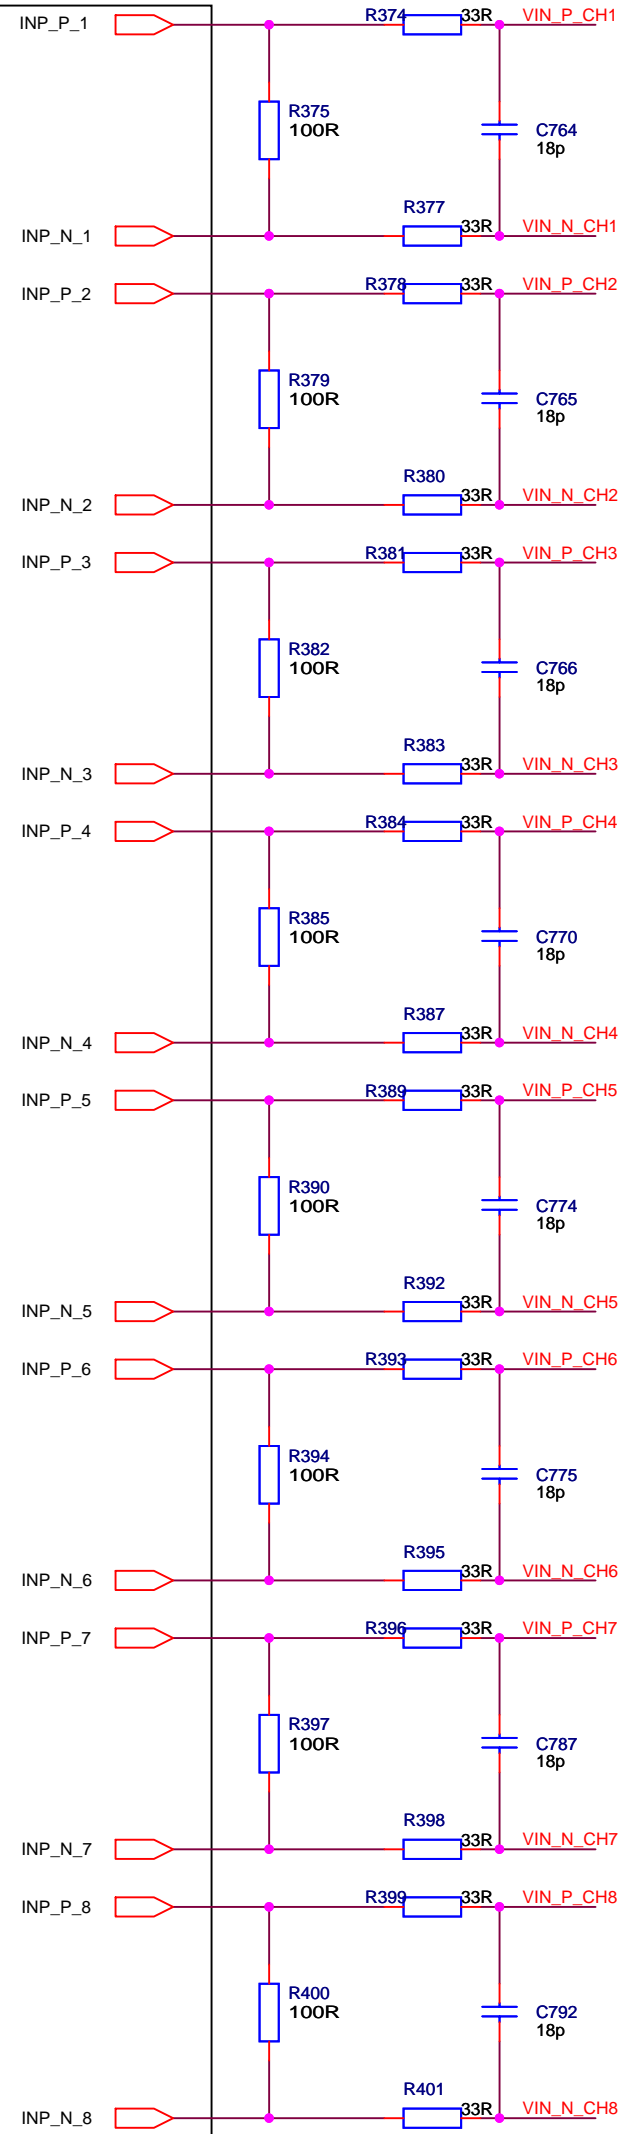 INP_P_1
R374
33R
VIN_P_CH1
R375
100R
C764
18p
R377
INP_N_1
33R
VIN_N_CH1
INP_P_2
R378
33R
VIN_P_CH2
R379
100R
C765
18p
R380
INP_N_2
33R
VIN_N_CH2
INP_P_3
R381
33R
VIN_P_CH3
R382
100R
C766
18p
R383
INP_N_3
33R
VIN_N_CH3
INP_P_4
R384
33R
VIN_P_CH4
R385
100R
C770
18p
R387
INP_N_4
33R
VIN_N_CH4
INP_P_5
R389
33R
VIN_P_CH5
R390
100R
C774
18p
R392
INP_N_5
33R
VIN_N_CH5
INP_P_6
R393
33R
VIN_P_CH6
R394
100R
C775
18p
R395
INP_N_6
33R
VIN_N_CH6
INP_P_7
R396
33R
VIN_P_CH7
R397
100R
C787
18p
R398
INP_N_7
33R
VIN_N_CH7
INP_P_8
R399
33R
VIN_P_CH8
R400
100R
C792
18p
R401
INP_N_8
33R
VIN_N_CH8